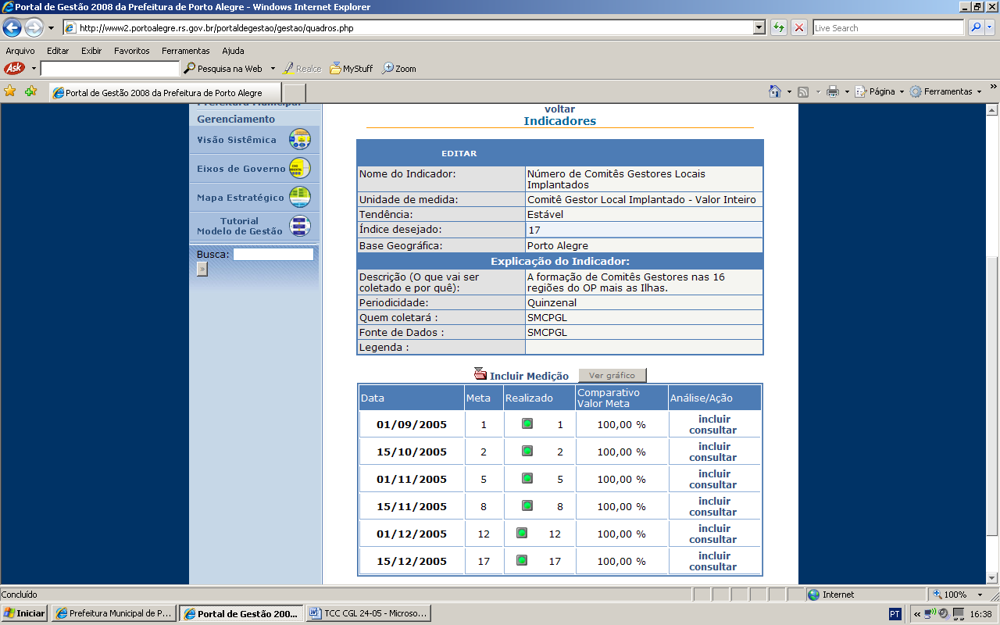 Portal de Gestão 2008 da Prefeitura de Porto Alegre - Windows Internet Explorer
http://www2.portoalegre.rs.gov.br/portaldegestao/gestao/quadros.php
Live Search
Arquivo Editar Exibir Favoritos Ferramentas Ajuda
Ask Pesquisa na Web Realce MyStuff Zoom
Portal de Gestão 2008 da Prefeitura de Porto Alegre
Página Ferramentas »
Prefeitura Municipal
Gerenciamento
Visão Sistêmica
Eixos de Governo
Mapa Estratégico
Tutorial
Modelo de Gestão
Busca:
»
voltar
Indicadores
EDITAR
Nome do Indicador: Número de Comitês Gestores Locais
Implantados
Unidade de medida: Comitê Gestor Local Implantado - Valor Inteiro
Tendência: Estável
Índice desejado: 17
Base Geográfica: Porto Alegre
Explicação do Indicador:
Descrição (O que vai ser A formação de Comitês Gestores nas 16
coletado e por quê): regiões do OP mais as Ilhas.
Periodicidade: Quinzenal
Quem coletará : SMCPGL
Fonte de Dados : SMCPGL
Legenda :
Incluir Medição Ver gráfico
Data Meta Realizado Comparativo Análise/Ação
Valor Meta
01/09/2005 1 1 100,00 % incluir
consultar
15/10/2005 2 2 100,00 % incluir
consultar
01/11/2005 5 5 100,00 % incluir
consultar
15/11/2005 8 8 100,00 % incluir
consultar
01/12/2005 12 12 100,00 % incluir
consultar
15/12/2005 17 17 100,00 % incluir
consultar
Concluído Internet 100%
Iniciar Prefeitura Municipal de P... Portal de Gestão 200... TCC CGL 24-05 - Microso... PT « 16:38